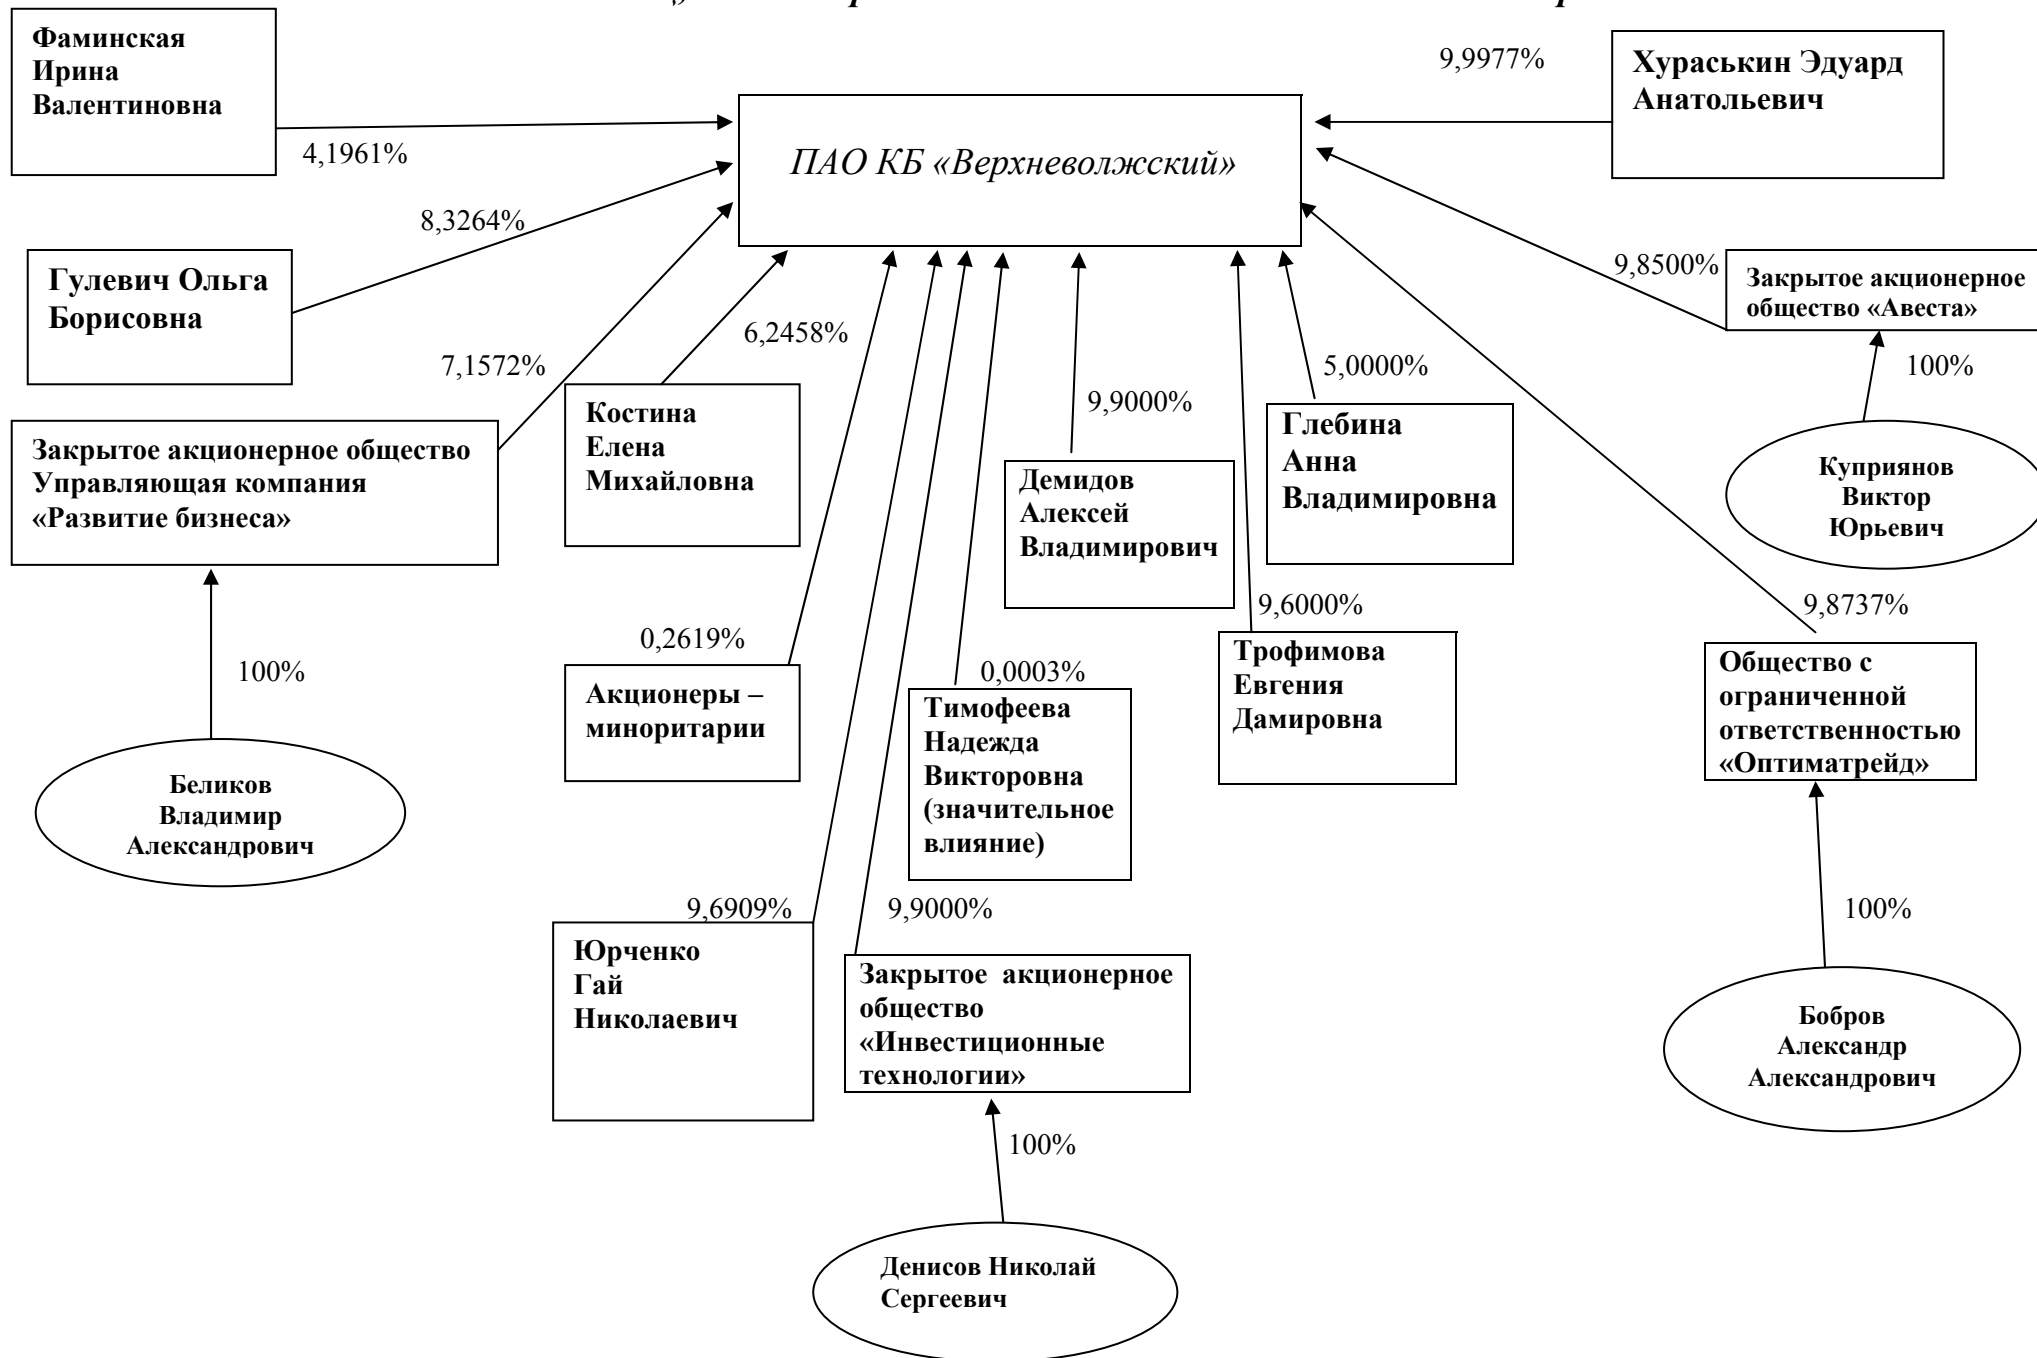 Фаминская
Ирина
Валентиновна
4,1961%
9,9977%
Хураськин Эдуард
Анатольевич
ПАО КБ «Верхневолжский»
8,3264%
Гулевич Ольга
Борисовна
9,8500%
Закрытое акционерное
общество «Авеста»
7,1572%
6,2458%
5,0000%
100%
9,9000%
Закрытое акционерное общество
Управляющая компания
«Развитие бизнеса»
Костина
Елена
Михайловна
Демидов
Алексей
Владимирович
Глебина
Анна
Владимировна
Куприянов
Виктор
Юрьевич
100%
0,2619%
Акционеры –
миноритарии
0,0003%
Тимофеева
Надежда
Викторовна
(значительное
влияние)
9,6000%
Трофимова
Евгения
Дамировна
9,8737%
Общество с
ограниченной
ответственностью
«Оптиматрейд»
Беликов
Владимир
Александрович
9,6909%
9,9000%
100%
Юрченко
Гай
Николаевич
Закрытое акционерное
общество
«Инвестиционные
технологии»
Бобров
Александр
Александрович
100%
Денисов Николай
Сергеевич